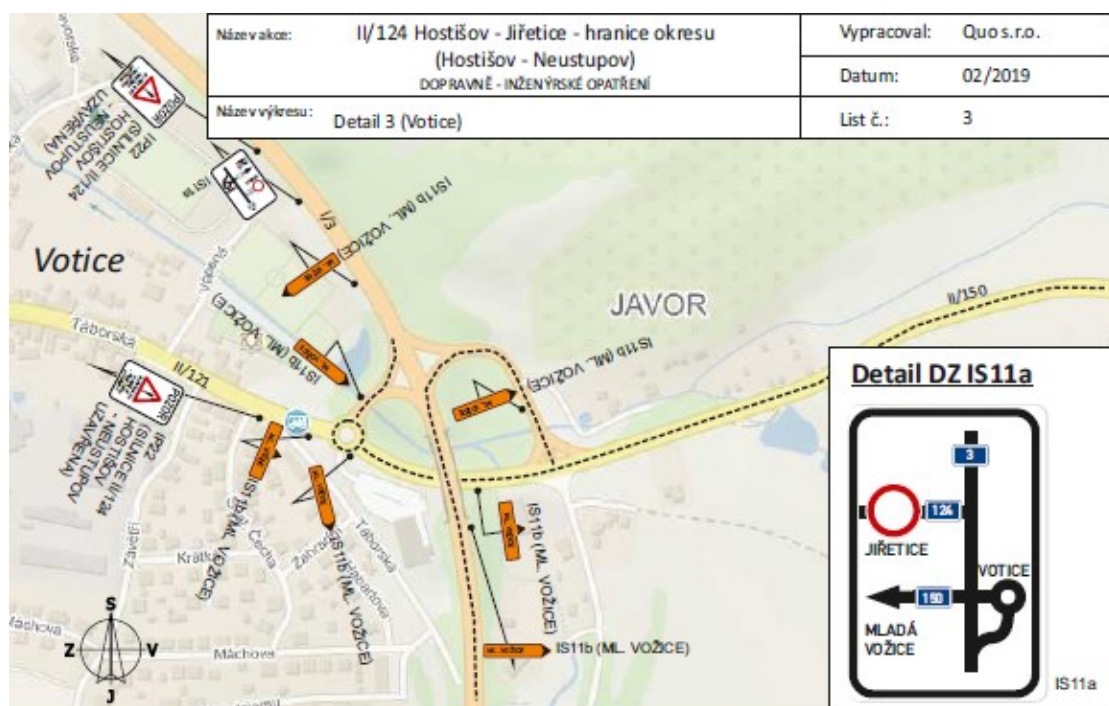 Název akce: II/124 Hostišov - Jiřetice - hranice okresu
(Hostišov - Neustupov)
DOPRAVNĚ - INŽENÝRSKÉ OPATŘENÍ
Vypracoval: Quo s.r.o.
Datum: 02/2019
Název výkresu: Detail 3 (Votice)
List č.: 3
POZOR
IP22
(SILNICE II/124
HOSTIŠOV
NEUSTUPOV
UZAVŘENA)
IS11a
I/3
IS11b (ML. VOŽICE)
Votice
JAVOR
II/150
Táborská
II/121
IS11b (ML. VOŽICE)
IS11b (ML. VOŽICE)
POZOR
IP22
(SILNICE II/124
HOSTIŠOV
- NEUSTUPOV
UZAVŘENA)
IS11b (ML. VOŽICE)
IS11b (ML. VOŽICE)
IS11b (ML. VOŽICE)
ML. VOŽICE
IS11b (ML. VOŽICE)
Závětří
Krátká
Čechova
Táborská
Máchova
Máchova
S
Z V
J
Detail DZ IS11a
3
124
JIŘETICE
VOTICE
150
MLADÁ
VOŽICE
IS11a